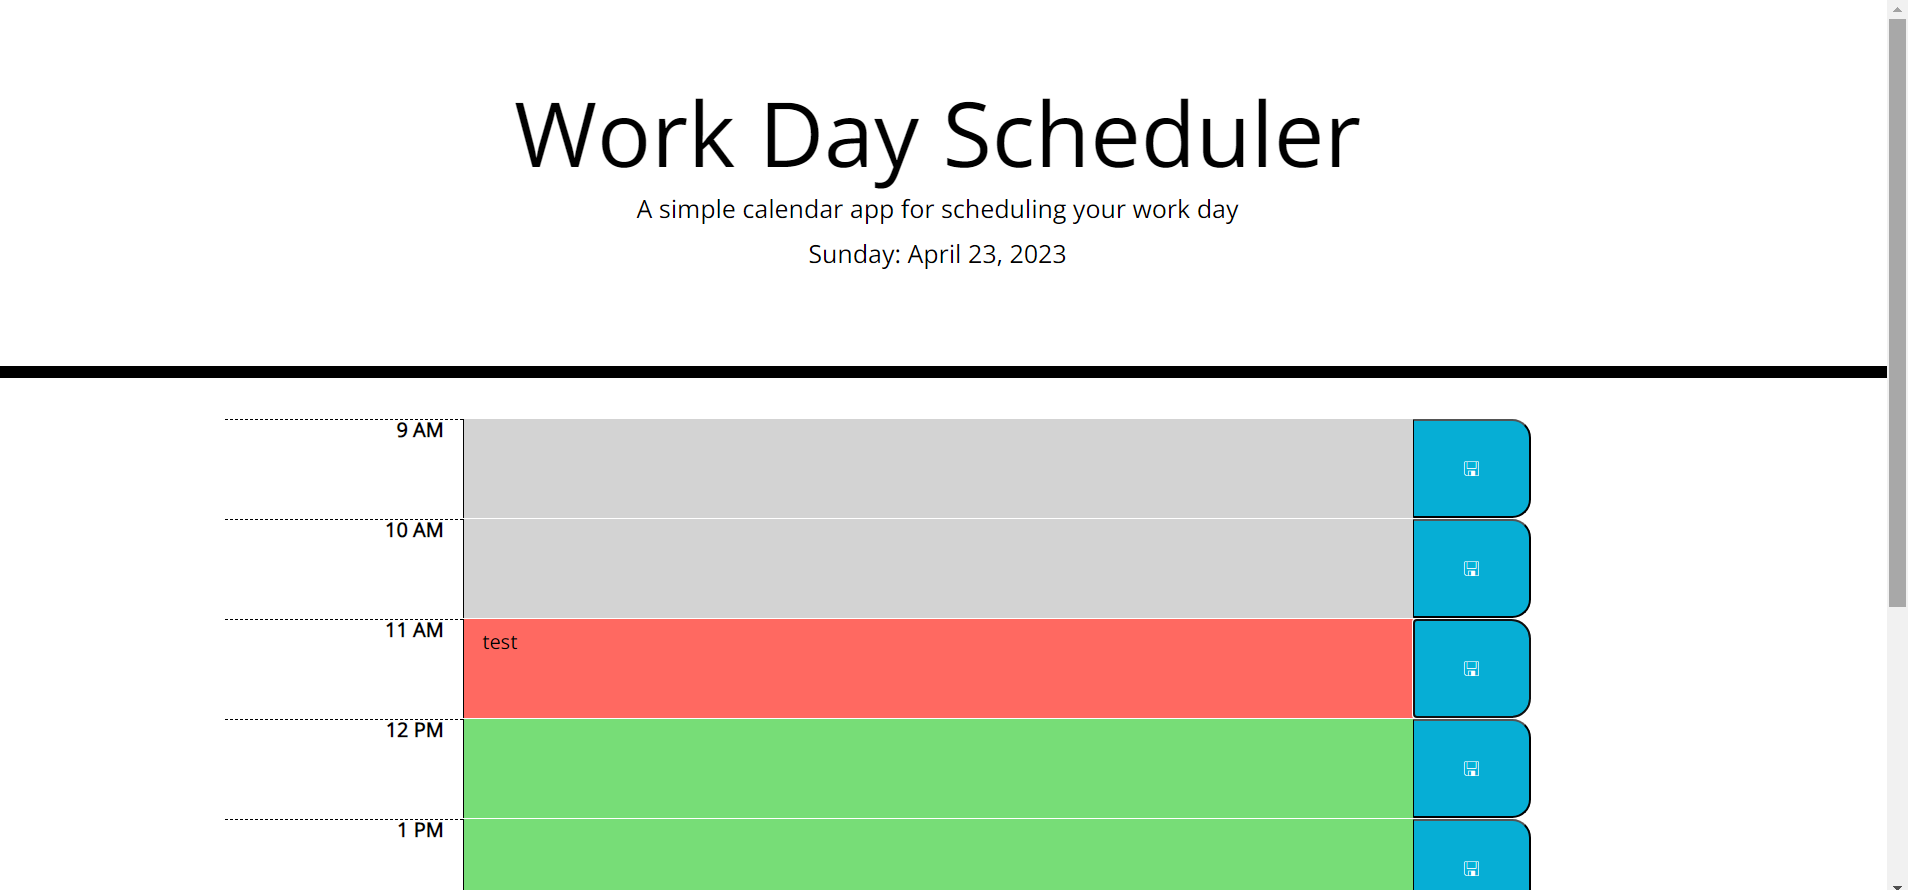 Work Day Scheduler
A simple calendar app for scheduling your work day
Sunday: April 23, 2023
9 AM
10 AM
11 AM
test
12 PM
1 PM